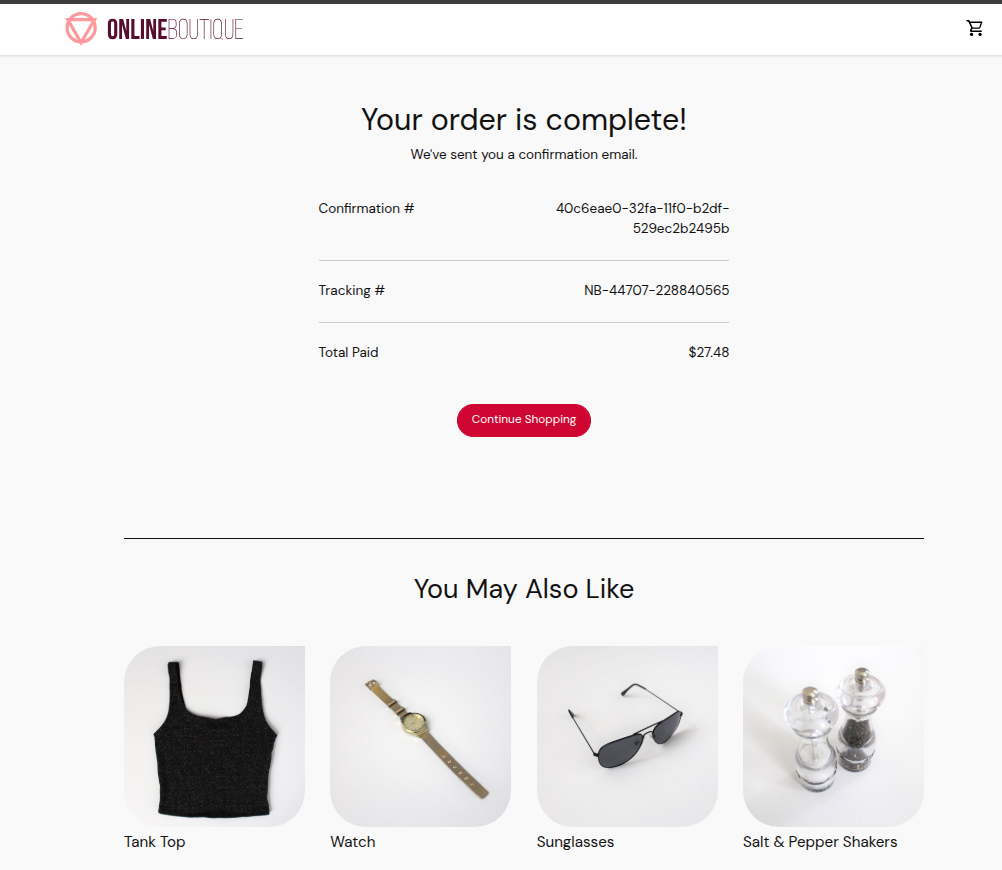 ONLINEBOUTIQUE
Your order is complete!
We've sent you a confirmation email.
Confirmation #
40c6eae0-32fa-11f0-b2df-
529ec2b2495b
Tracking #
NB-44707-228840565
Total Paid
$27.48
Continue Shopping
You May Also Like
Tank Top
Watch
Sunglasses
Salt & Pepper Shakers